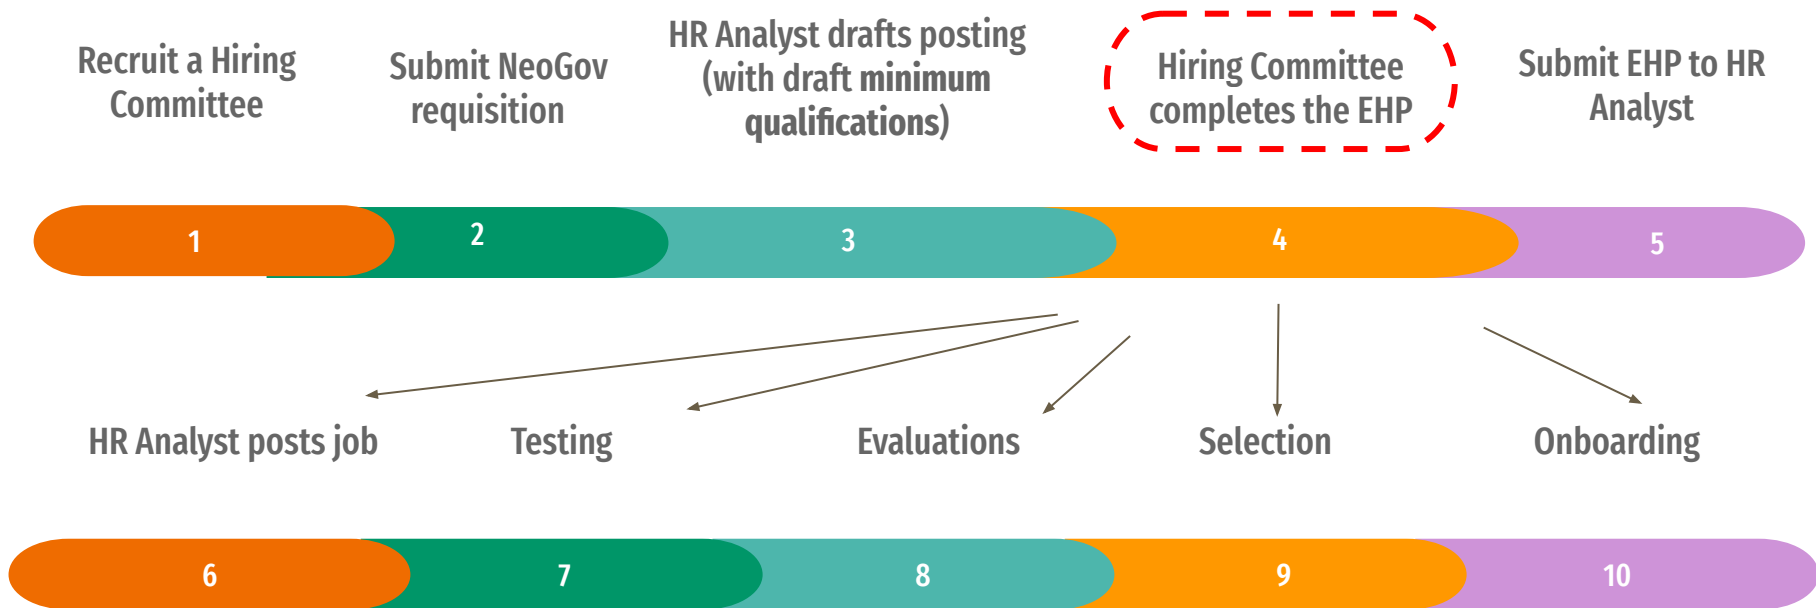 Recruit a Hiring
Committee
Submit NeoGov
requisition
HR Analyst drafts posting
(with draft minimum
qualifications)
Hiring Committee
completes the EHP
Submit EHP to HR
Analyst
1
2
3
4
5
HR Analyst posts job
Testing
Evaluations
Selection
Onboarding
6
7
8
9
10